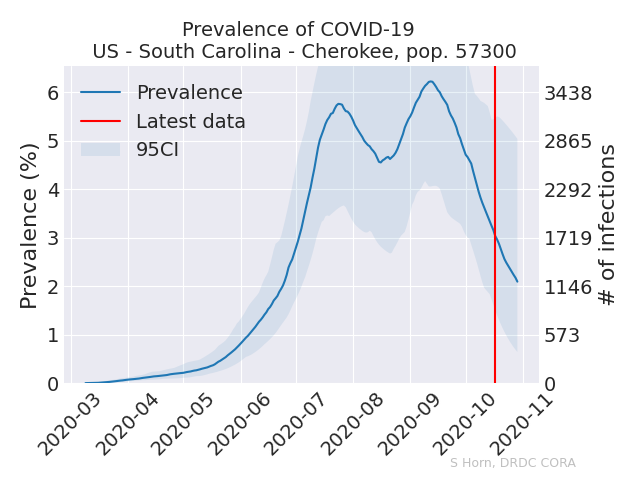 Prevalence of COVID-19
US - South Carolina - Cherokee, pop. 57300
Prevalence
Latest data
95CI
Prevalence (%)
6
5
4
3
2
1
0
3438
2865
2292
1719
1146
573
0
# of infections
2020-03
2020-04
2020-05
2020-06
2020-07
2020-08
2020-09
2020-10
2020-11
S Horn, DRDC CORA